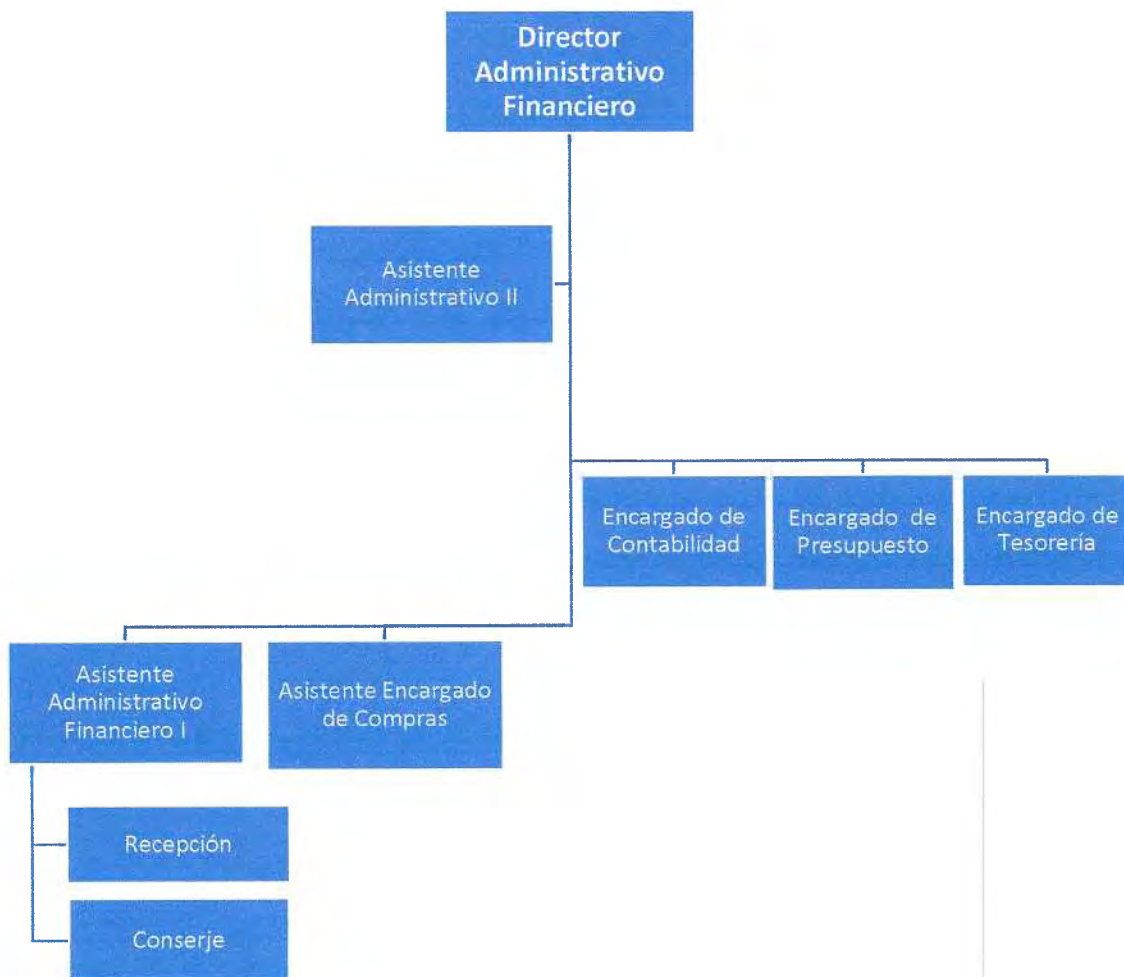 Director
Administrativo
Financiero
Asistente
Administrativo II
Encargado de
Contabilidad
Encargado de
Presupuesto
Encargado de
Tesorería
Asistente
Administrativo
Financiero I
Asistente Encargado
de Compras
Recepción
Conserje